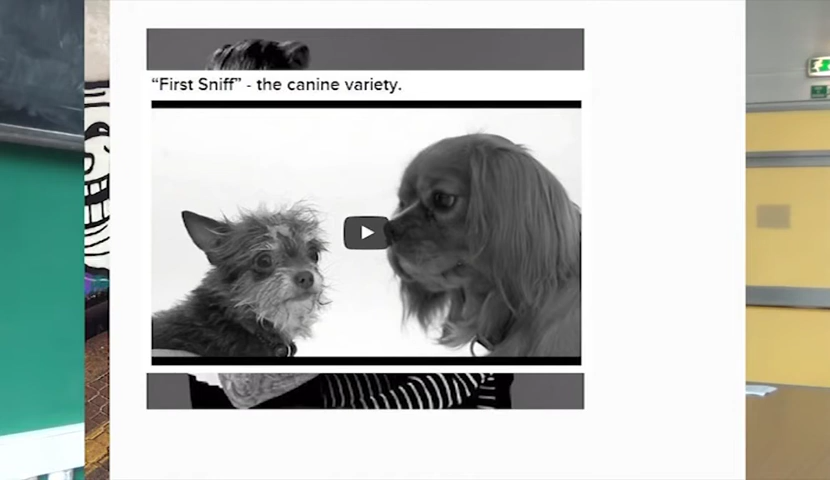 “First Sniff” - the canine variety.